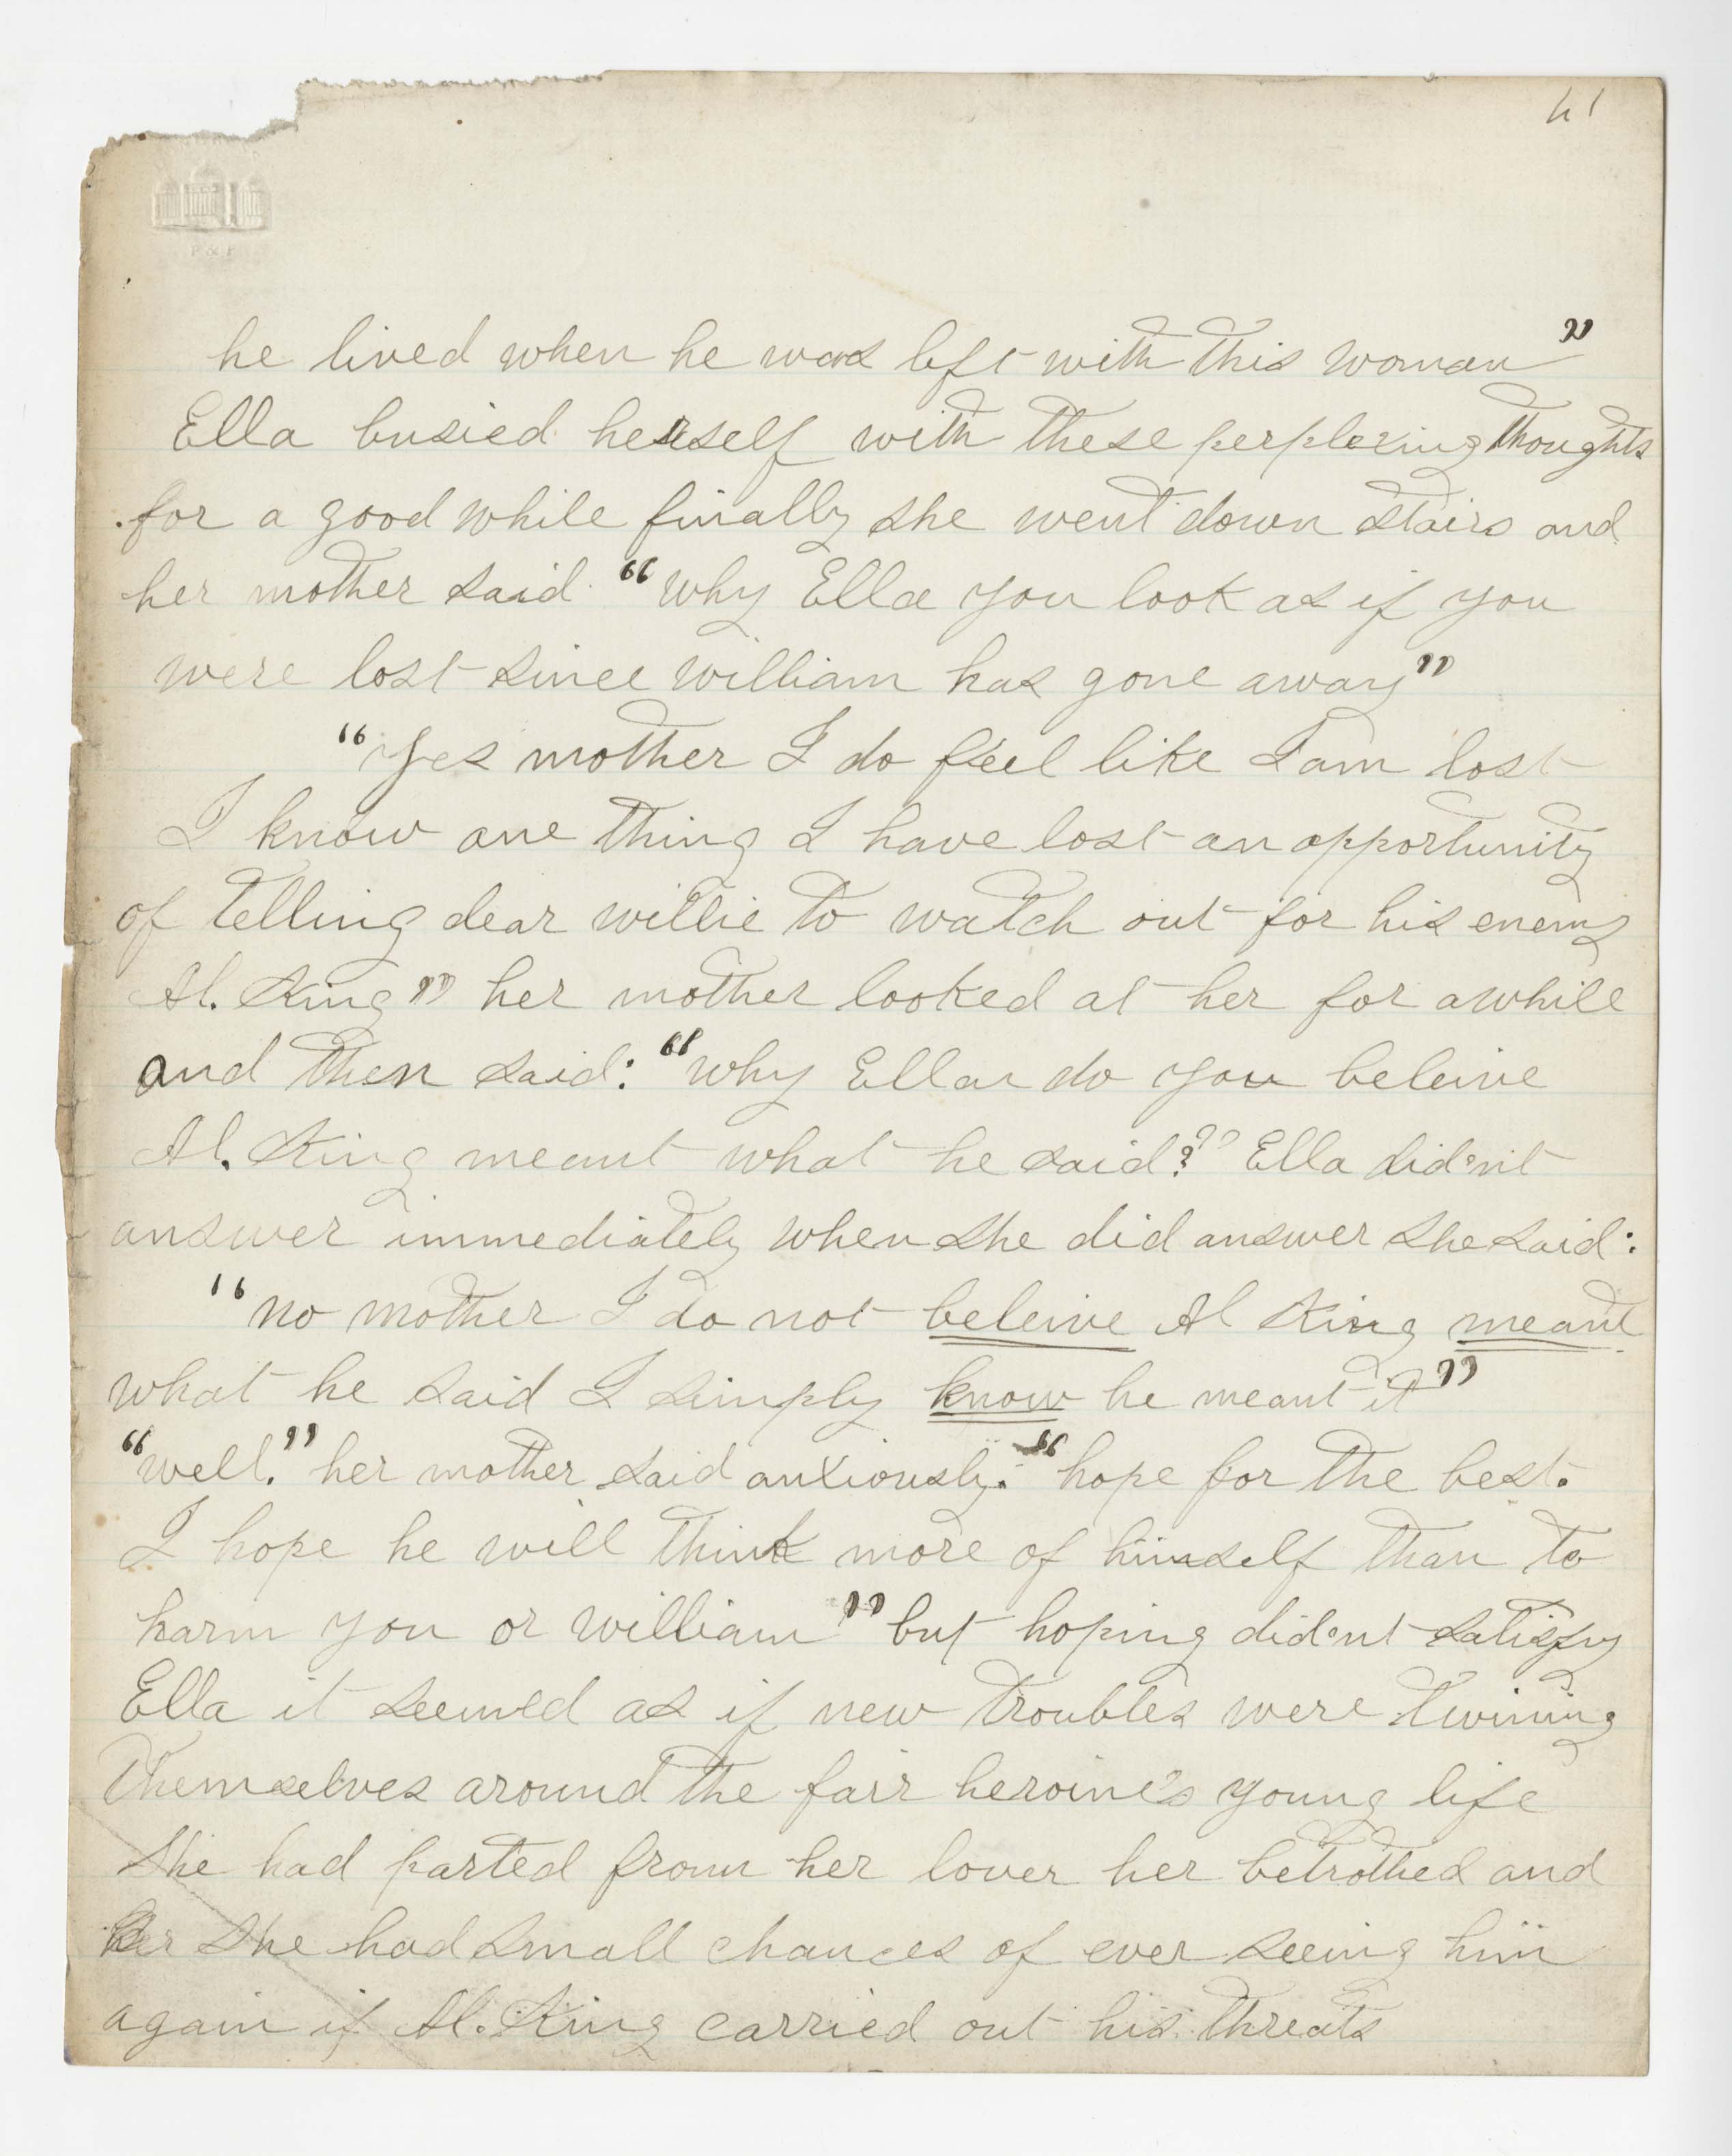 41
P & P
he lived when he was left with this woman"
Ella busied herself with these perplexing thoughts
for a good while finally she went down stairs and
her mother said "why Ella you look as if you
were lost since william has gone away"
"Yes mother I do feel like I am lost
I know one thing I have lost an opportunity
of telling dear willie to watch out for his enemy
Al. King" her mother looked at her for awhile
and then said: "why Ella do you beleive
Al. King meant what he said?" Ella did'nt
answer immediately when she did answer she said:
"no mother I do not beleive Al King meant
what he said I simply know he meant it"
"well." her mother said anxiously. "hope for the best.
I hope he will think more of himself than to
harm you or william" but hoping did'nt satisfy
Ella it seemed as if new troubles were twining
themselves around the fair heroine's young life
She had parted from her lover her betrothed and
she had small chances of ever seeing him
again if Al. King carried out his threats